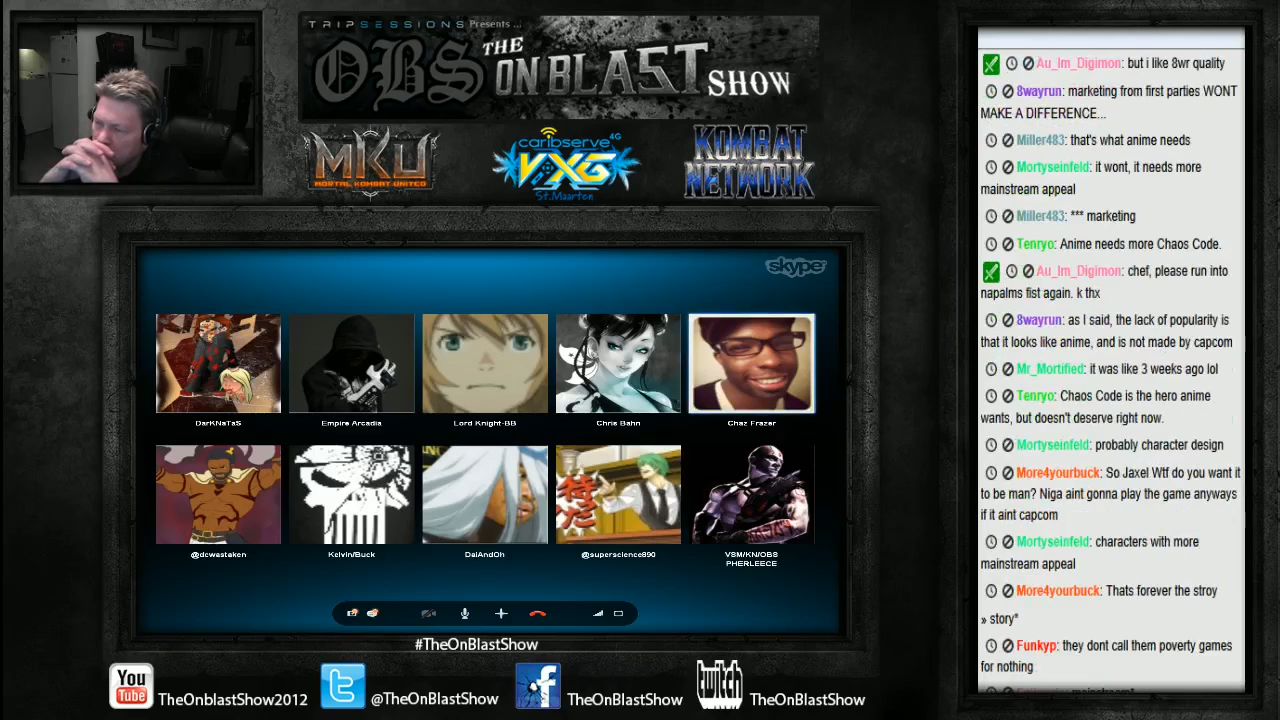 TRIPSESSIONS Presents ...
OBS THE ON BLAST SHOW
MKU
MORTAL KOMBAT UNITED
caribserve 4G
VXG
St.Maarten
KOMBAT
NETWORK
skype
DarKNaTaS
Empire Arcadia
Lord Knight-BB
Chris Bahn
Chaz Frazer
@dcwastaken
Kelvin/Buck
DaiAndOh
@superscience890
VSM/KN/OBS
PHERLEECE
#TheOnBlastShow
You
Tube
TheOnblastShow2012
@TheOnBlastShow
TheOnBlastShow
twitch
TheOnBlastShow
Au_Im_Digimon: but i like 8wr quality
8wayrun: marketing from first parties WONT
MAKE A DIFFERENCE...
Miller483: that's what anime needs
Mortyseinfeld: it wont, it needs more
mainstream appeal
Miller483: *** marketing
Tenryo: Anime needs more Chaos Code.
Au_Im_Digimon: chef, please run into
napalms fist again. k thx
8wayrun: as I said, the lack of popularity is
that it looks like anime, and is not made by capcom
Mr_Mortified: it was like 3 weeks ago lol
Tenryo: Chaos Code is the hero anime
wants, but doesn't deserve right now.
Mortyseinfeld: probably character design
More4yourbuck: So Jaxel Wtf do you want it
to be man? Niga aint gonna play the game anyways
if it aint capcom
Mortyseinfeld: characters with more
mainstream appeal
More4yourbuck: Thats forever the stroy
» story*
Funkyp: they dont call them poverty games
for nothing